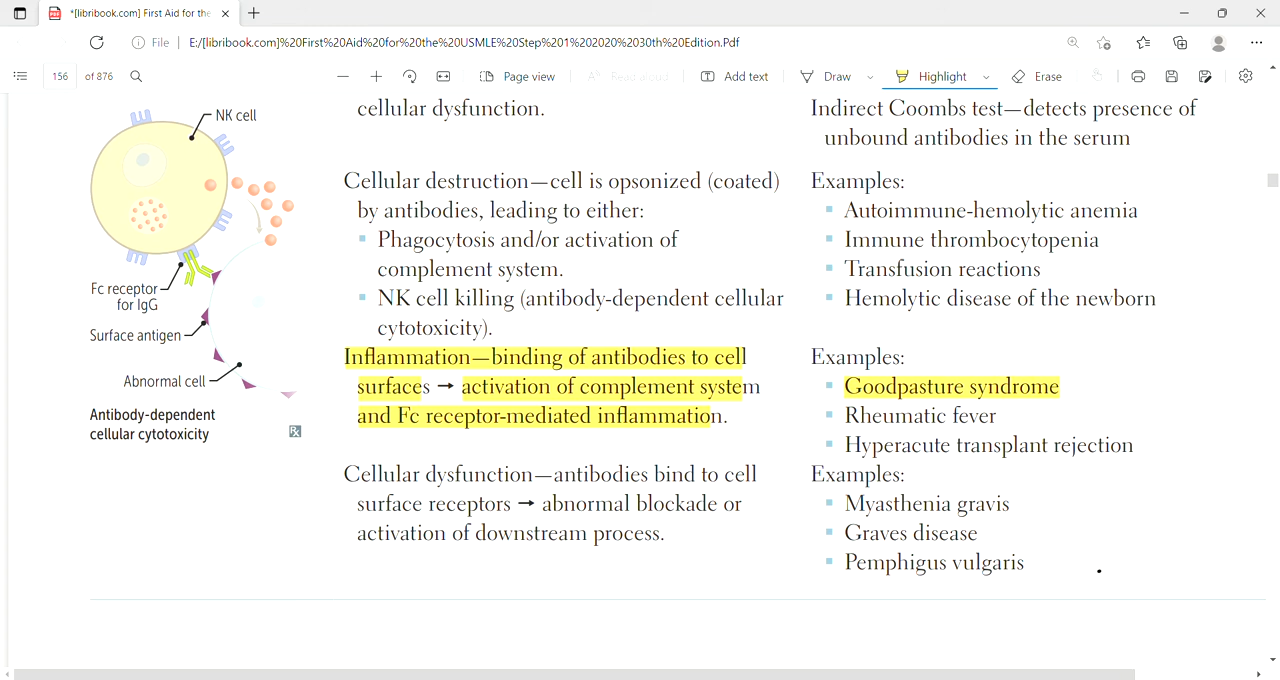 *[libribook.com] First Aid for the
File
E:/[libribook.com]%20First%20Aid%20for%20the%20USMLE%20Step%201%202020%2030th%20Edition.Pdf
156 of 876
Page view
Read aloud
Add text
Draw
Highlight
Erase
NK cell
Fc receptor
for IgG
Surface antigen
Abnormal cell
Antibody-dependent
cellular cytotoxicity
cellular dysfunction.
Cellular destruction—cell is opsonized (coated)
by antibodies, leading to either:
▪ Phagocytosis and/or activation of
complement system.
▪ NK cell killing (antibody-dependent cellular
cytotoxicity).
Inflammation—binding of antibodies to cell
surfaces → activation of complement system
and Fc receptor-mediated inflammation.
Cellular dysfunction—antibodies bind to cell
surface receptors → abnormal blockade or
activation of downstream process.
Indirect Coombs test—detects presence of
unbound antibodies in the serum
Examples:
▪ Autoimmune-hemolytic anemia
▪ Immune thrombocytopenia
▪ Transfusion reactions
▪ Hemolytic disease of the newborn
Examples:
▪ Goodpasture syndrome
▪ Rheumatic fever
▪ Hyperacute transplant rejection
Examples:
▪ Myasthenia gravis
▪ Graves disease
▪ Pemphigus vulgaris